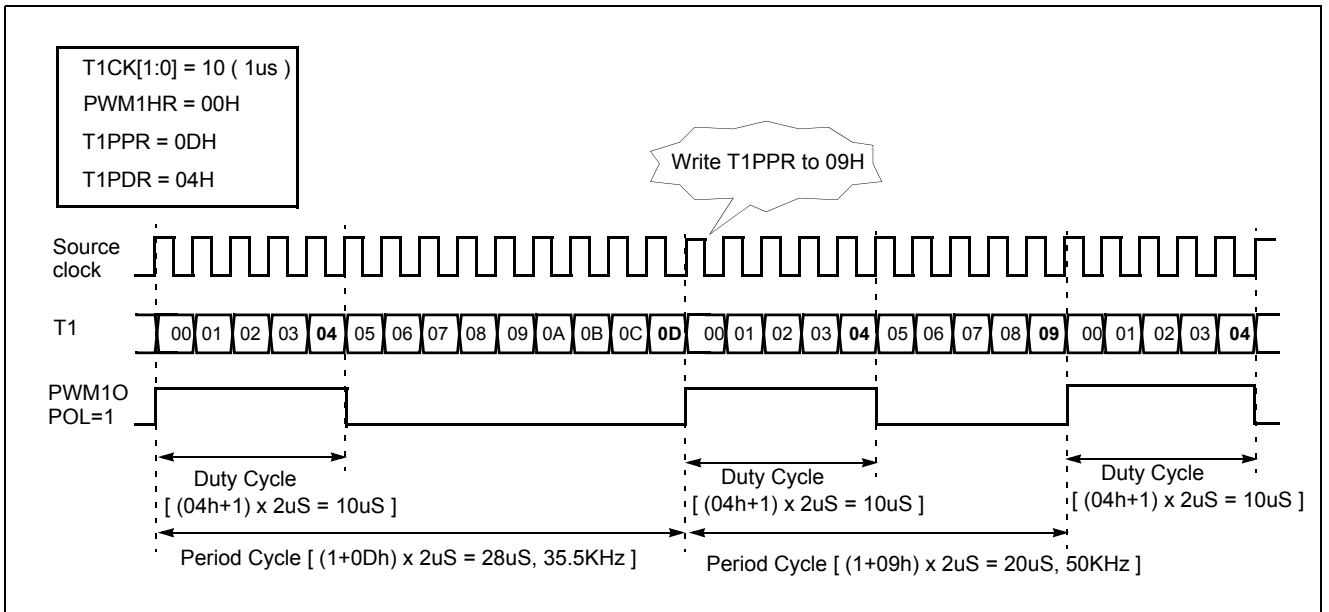 T1CK[1:0] = 10 ( 1us )
PWM1HR = 00H
T1PPR = 0DH
T1PDR = 04H
Write T1PPR to 09H
Source
clock
T1 00 01 02 03 04 05 06 07 08 09 0A 0B 0C 0D 00 01 02 03 04 05 06 07 08 09 00 01 02 03 04
PWM1O
POL=1
Duty Cycle
[ (04h+1) x 2uS = 10uS ]
Duty Cycle
[ (04h+1) x 2uS = 10uS ]
Duty Cycle
[ (04h+1) x 2uS = 10uS ]
Period Cycle [ (1+0Dh) x 2uS = 28uS, 35.5KHz ]
Period Cycle [ (1+09h) x 2uS = 20uS, 50KHz ]